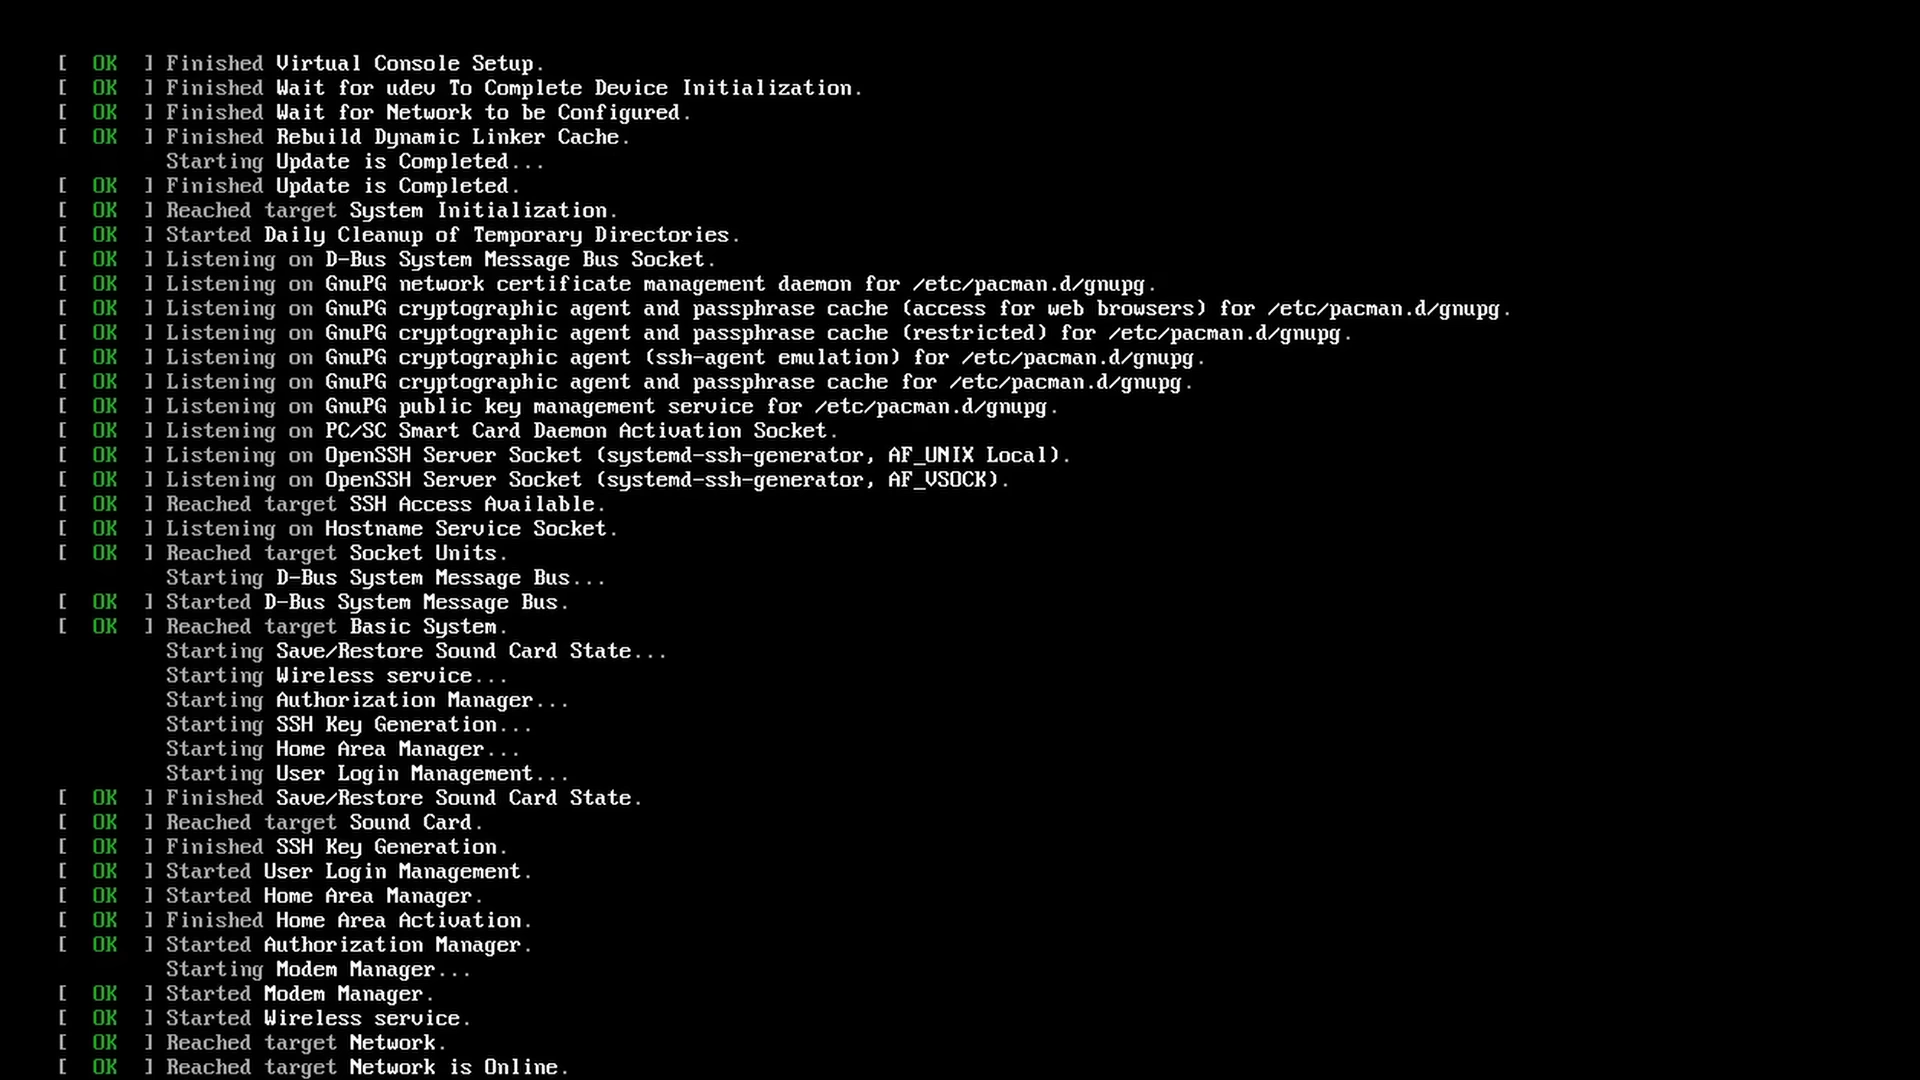 [  OK  ] Finished Virtual Console Setup.
[  OK  ] Finished Wait for udev To Complete Device Initialization.
[  OK  ] Finished Wait for Network to be Configured.
[  OK  ] Finished Rebuild Dynamic Linker Cache.
Starting Update is Completed...
[  OK  ] Finished Update is Completed.
[  OK  ] Reached target System Initialization.
[  OK  ] Started Daily Cleanup of Temporary Directories.
[  OK  ] Listening on D-Bus System Message Bus Socket.
[  OK  ] Listening on GnuPG network certificate management daemon for /etc/pacman.d/gnupg.
[  OK  ] Listening on GnuPG cryptographic agent and passphrase cache (access for web browsers) for /etc/pacman.d/gnupg.
[  OK  ] Listening on GnuPG cryptographic agent and passphrase cache (restricted) for /etc/pacman.d/gnupg.
[  OK  ] Listening on GnuPG cryptographic agent (ssh-agent emulation) for /etc/pacman.d/gnupg.
[  OK  ] Listening on GnuPG cryptographic agent and passphrase cache for /etc/pacman.d/gnupg.
[  OK  ] Listening on GnuPG public key management service for /etc/pacman.d/gnupg.
[  OK  ] Listening on PC/SC Smart Card Daemon Activation Socket.
[  OK  ] Listening on OpenSSH Server Socket (systemd-ssh-generator, AF_UNIX Local).
[  OK  ] Listening on OpenSSH Server Socket (systemd-ssh-generator, AF_VSOCK).
[  OK  ] Reached target SSH Access Available.
[  OK  ] Listening on Hostname Service Socket.
[  OK  ] Reached target Socket Units.
Starting D-Bus System Message Bus...
[  OK  ] Started D-Bus System Message Bus.
[  OK  ] Reached target Basic System.
Starting Save/Restore Sound Card State...
Starting Wireless service...
Starting Authorization Manager...
Starting SSH Key Generation...
Starting Home Area Manager...
Starting User Login Management...
[  OK  ] Finished Save/Restore Sound Card State.
[  OK  ] Reached target Sound Card.
[  OK  ] Finished SSH Key Generation.
[  OK  ] Started User Login Management.
[  OK  ] Started Home Area Manager.
[  OK  ] Finished Home Area Activation.
[  OK  ] Started Authorization Manager.
Starting Modem Manager...
[  OK  ] Started Modem Manager.
[  OK  ] Started Wireless service.
[  OK  ] Reached target Network.
[  OK  ] Reached target Network is Online.